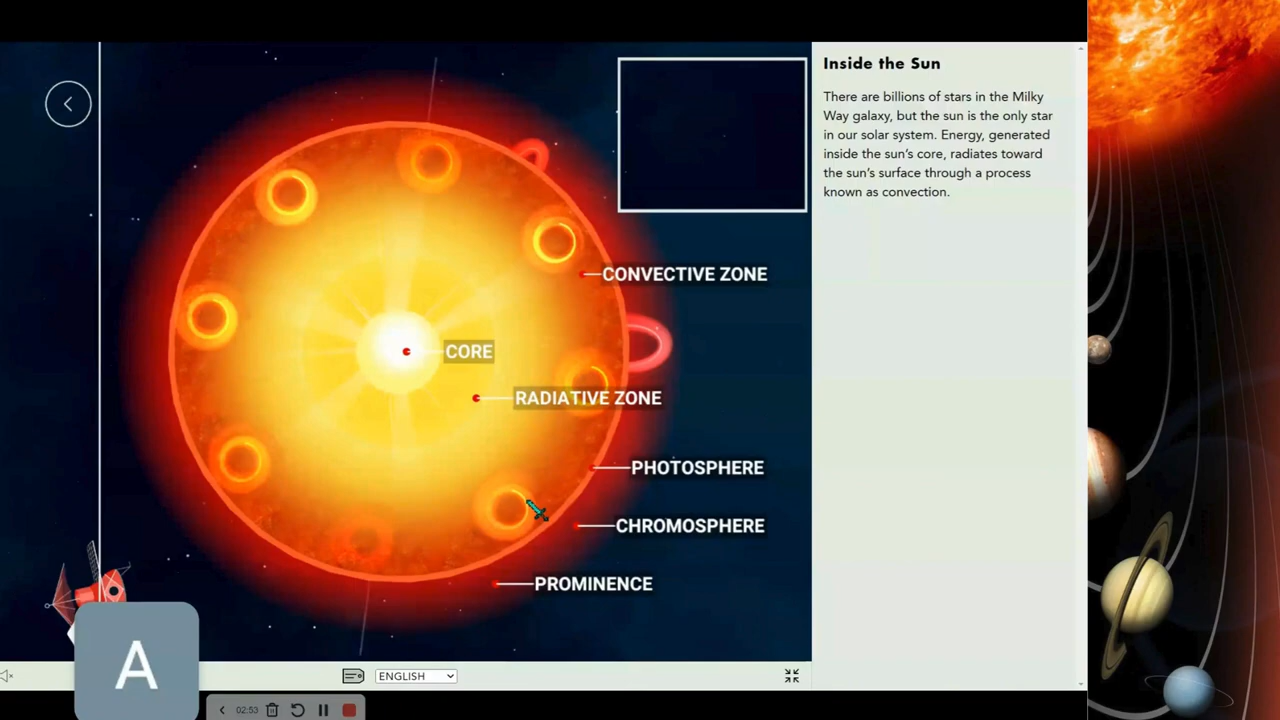 Inside the Sun
There are billions of stars in the Milky
Way galaxy, but the sun is the only star
in our solar system. Energy, generated
inside the sun's core, radiates toward
the sun's surface through a process
known as convection.
CONVECTIVE ZONE
CORE
RADIATIVE ZONE
PHOTOSPHERE
CHROMOSPHERE
PROMINENCE
A
ENGLISH
02:53